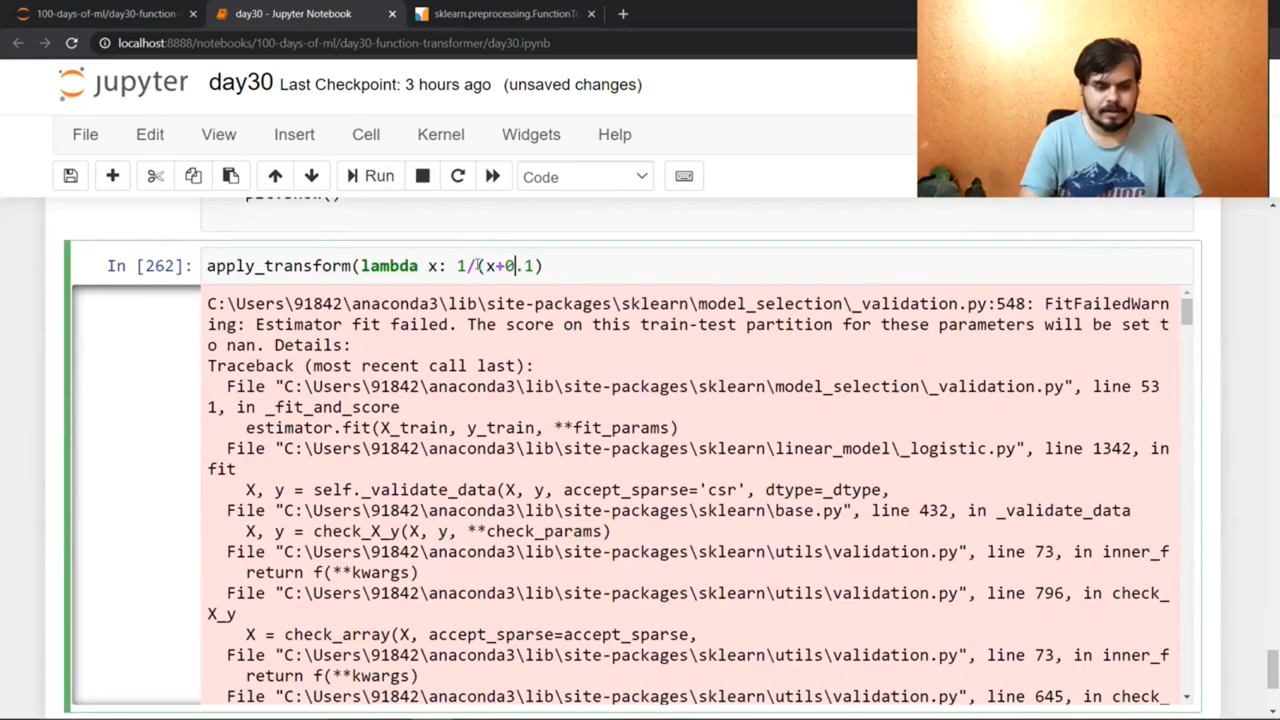 100-days-of-ml/day30-function-
day30 - Jupyter Notebook
sklearn.preprocessing.FunctionTr
localhost:8888/notebooks/100-days-of-ml/day30-function-transformer/day30.ipynb
jupyter day30 Last Checkpoint: 3 hours ago (unsaved changes)
File Edit View Insert Cell Kernel Widgets Help
Run Code
In [262]: apply_transform(lambda x: 1/(x+0.1)
C:\Users\91842\anaconda3\lib\site-packages\sklearn\model_selection\_validation.py:548: FitFailedWarn
ing: Estimator fit failed. The score on this train-test partition for these parameters will be set t
o nan. Details:
Traceback (most recent call last):
File "C:\Users\91842\anaconda3\lib\site-packages\sklearn\model_selection\_validation.py", line 53
1, in _fit_and_score
estimator.fit(X_train, y_train, **fit_params)
File "C:\Users\91842\anaconda3\lib\site-packages\sklearn\linear_model\_logistic.py", line 1342, in
fit
X, y = self._validate_data(X, y, accept_sparse='csr', dtype=_dtype,
File "C:\Users\91842\anaconda3\lib\site-packages\sklearn\base.py", line 432, in _validate_data
X, y = check_X_y(X, y, **check_params)
File "C:\Users\91842\anaconda3\lib\site-packages\sklearn\utils\validation.py", line 73, in inner_f
return f(**kwargs)
File "C:\Users\91842\anaconda3\lib\site-packages\sklearn\utils\validation.py", line 796, in check_
X_y
X = check_array(X, accept_sparse=accept_sparse,
File "C:\Users\91842\anaconda3\lib\site-packages\sklearn\utils\validation.py", line 73, in inner_f
return f(**kwargs)
File "C:\Users\91842\anaconda3\lib\site-packages\sklearn\utils\validation.py", line 645, in check_